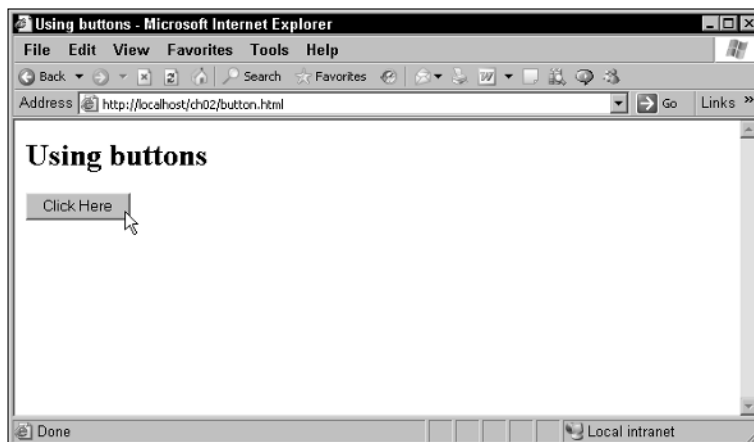 Using buttons - Microsoft Internet Explorer
File Edit View Favorites Tools Help
Back Search Favorites
Address http://localhost/ch02/button.html Go Links »
Using buttons
Click Here
Done Local intranet